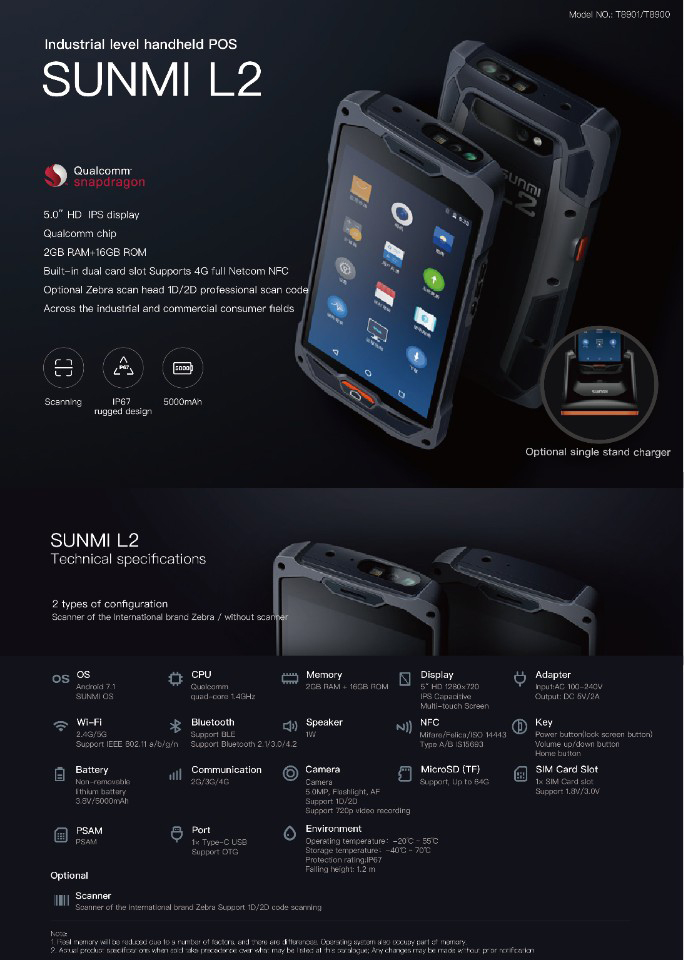 Model NO.: T8901/T8900
Industrial level handheld POS
SUNMI L2
Qualcomm
snapdragon
5.0" HD IPS display
Qualcomm chip
2GB RAM+16GB ROM
Built-in dual card slot Supports 4G full Netcom NFC
Optional Zebra scan head 1D/2D professional scan code
Across the industrial and commercial consumer fields
IP67
5000
Scanning
IP67
rugged design
5000mAh
SUNMI
L2
SUNMI
Optional single stand charger
SUNMI L2
Technical specifications
2 types of configuration
Scanner of the International brand Zebra / without scanner
OS
OS
Android 7.1
SUNMI OS
CPU
Qualcomm
quad-core 1.4GHz
Memory
2GB RAM + 16GB ROM
Display
5" HD 1280×720
IPS Capacitive
Multi-touch Screen
Adapter
Input:AC 100-240V
Output: DC 5V/2A
Wi-Fi
2.4G/5G
Support IEEE 802.11 a/b/g/n
Bluetooth
Support BLE
Support Bluetooth 2.1/3.0/4.2
Speaker
1W
NFC
Mifare/Felica/ISO 14443
Type A/B IS15693
Key
Power button(lock screen button)
Volume up/down button
Home button
Battery
Non-removable
lithium battery
3.8V/5000mAh
Communication
2G/3G/4G
Camera
Camera
5.0MP, Flashlight, AF
Support 1D/2D
Support 720p video recording
MicroSD (TF)
Support, Up to 64G
SIM Card Slot
1x SIM Card slot
Support 1.8V/3.0V
PSAM
PSAM
Port
1x Type-C USB
Support OTG
Environment
Operating temperature: -20℃ - 55℃
Storage temperature: -40℃ - 70℃
Protection rating:IP67
Falling height: 1.2 m
Optional
Scanner
Scanner of the international brand Zebra Support 1D/2D code scanning
Note:
1. Real memory will be reduced due to a number of factors, and there are differences. Operating system also occupy part of memory.
2. Actual product specifications when sold take precedence over what may be listed at this catalogue; Any changes may be made without prior notification